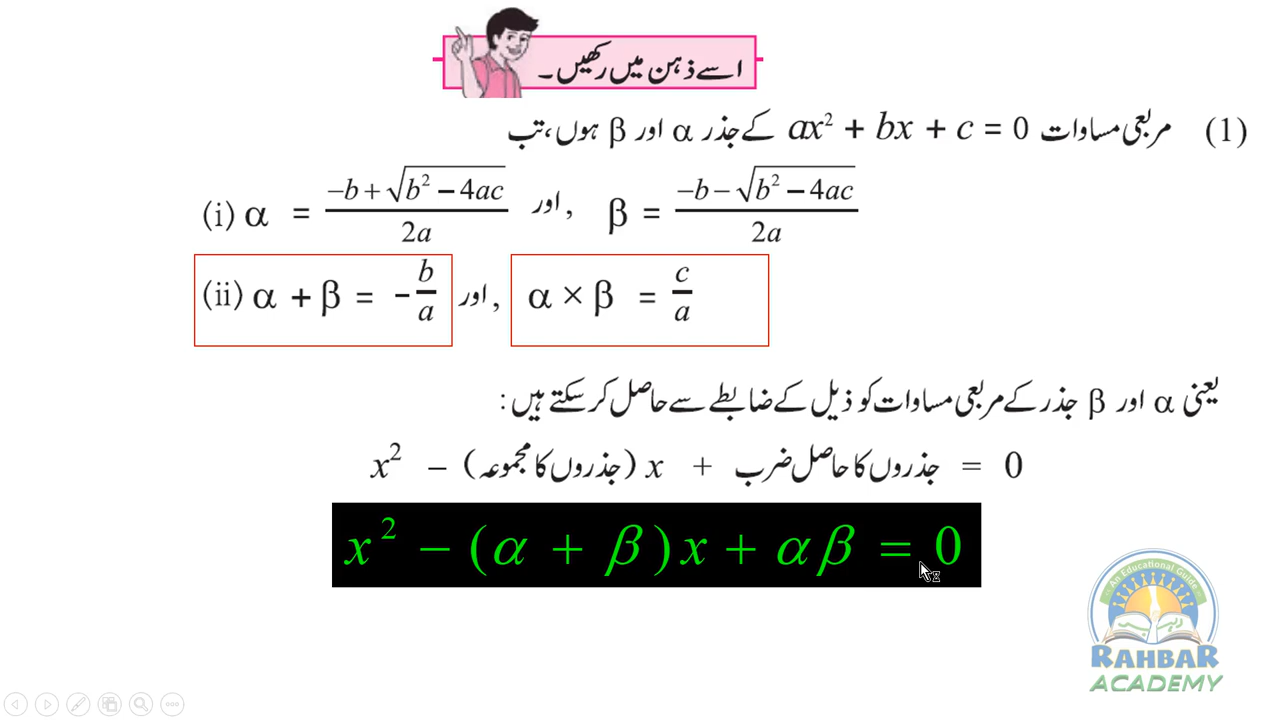 اسے ذہن میں رکھیں۔
(1) مربعی مساوات ax² + bx + c = 0 کے جذر α اور β ہوں، تب
(i) α = (-b + √(b² - 4ac)) / 2a اور , β = (-b - √(b² - 4ac)) / 2a
(ii) α + β = - b/a اور , α × β = c/a
یعنی α اور β جذر کے مربعی مساوات کو ذیل کے ضابطے سے حاصل کر سکتے ہیں :
x² – (جذروں کا مجموعہ) x + جذروں کا حاصل ضرب = 0
x² − (α + β)x + αβ = 0
An Educational Guide
RAHBAR
ACADEMY